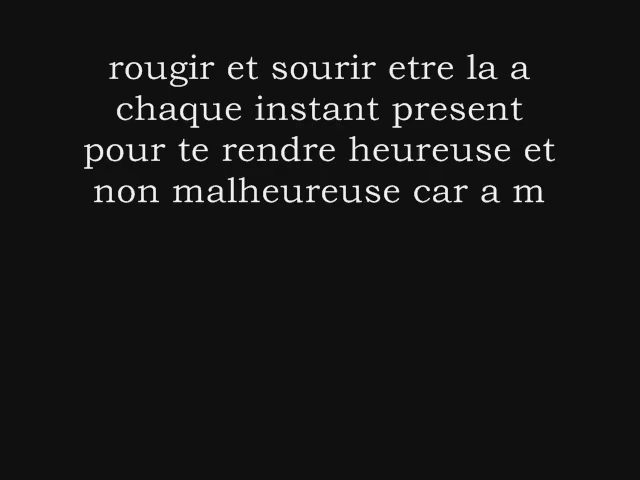 rougir et sourir etre la a
chaque instant present
pour te rendre heureuse et
non malheureuse car a m